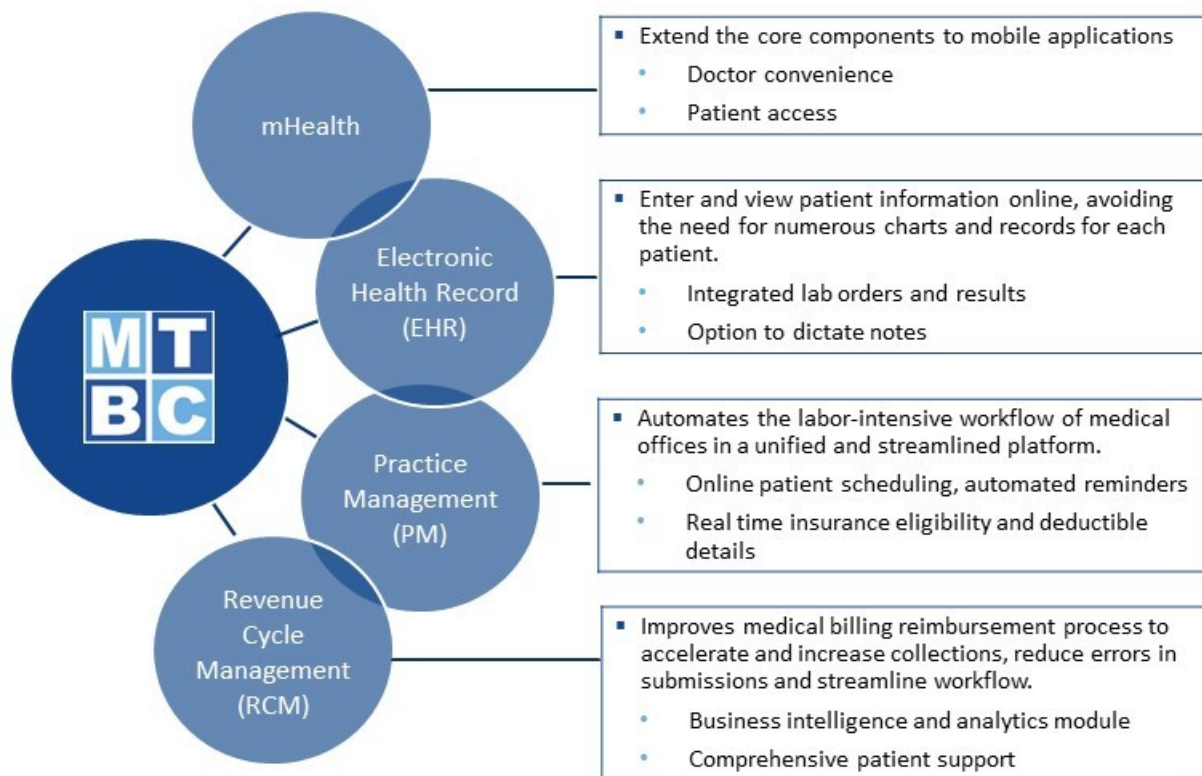 mHealth
▪ Extend the core components to mobile applications
• Doctor convenience
• Patient access
Electronic
Health Record
(EHR)
▪ Enter and view patient information online, avoiding
the need for numerous charts and records for each
patient.
• Integrated lab orders and results
• Option to dictate notes
MT
BC
Practice
Management
(PM)
▪ Automates the labor-intensive workflow of medical
offices in a unified and streamlined platform.
• Online patient scheduling, automated reminders
• Real time insurance eligibility and deductible
details
Revenue
Cycle
Management
(RCM)
▪ Improves medical billing reimbursement process to
accelerate and increase collections, reduce errors in
submissions and streamline workflow.
• Business intelligence and analytics module
• Comprehensive patient support